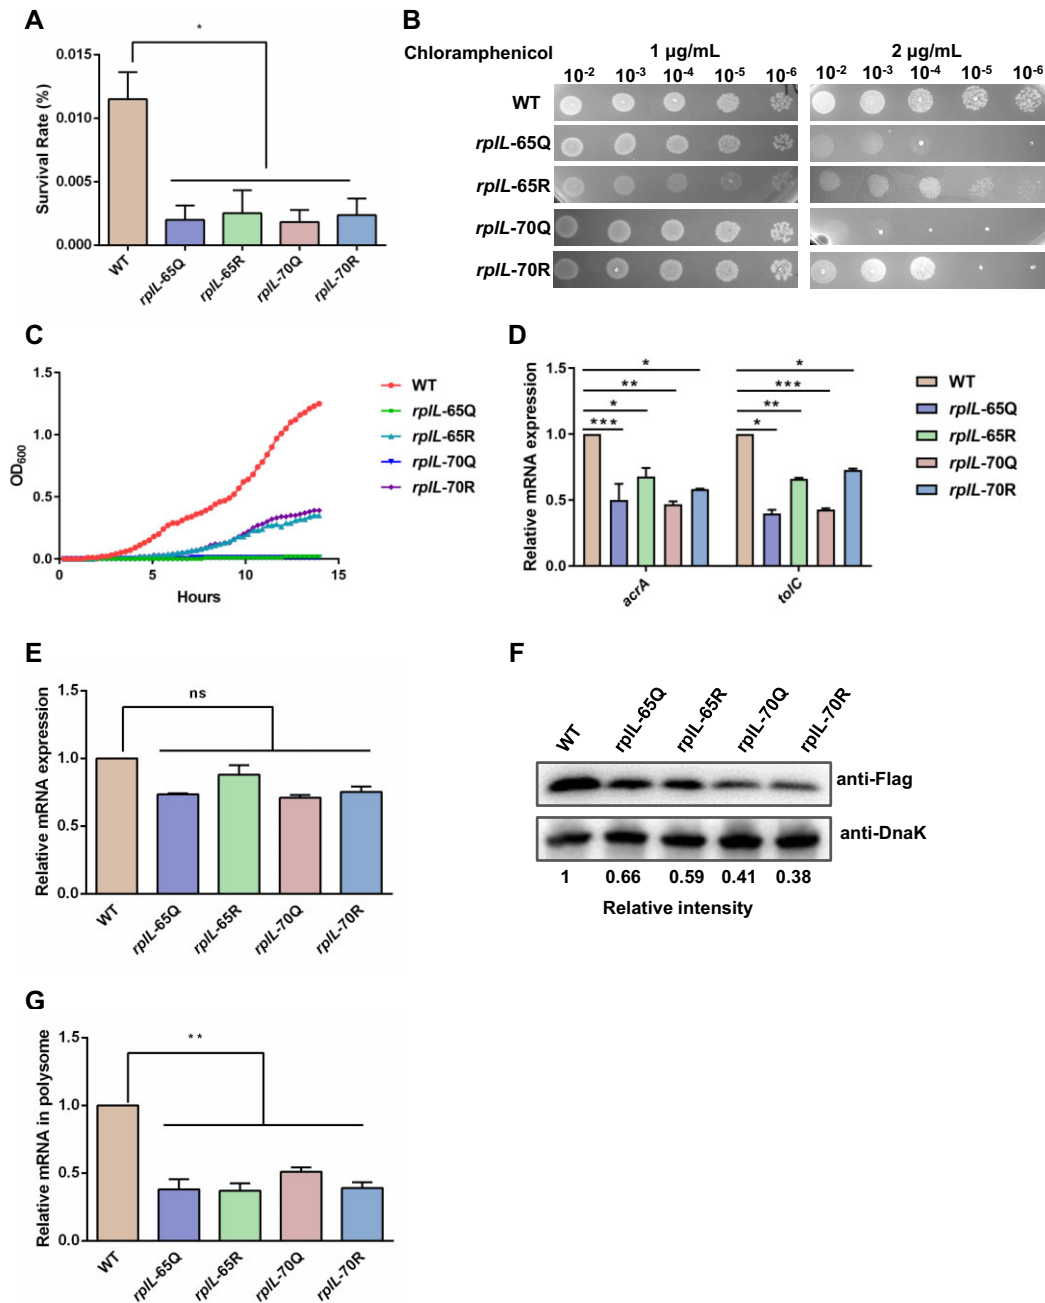 A
*
Survival Rate (%)
0.015
0.010
0.005
0.000
WT
rplL-65Q
rplL-65R
rplL-70Q
rplL-70R
B
Chloramphenicol
1 µg/mL
2 µg/mL
10-2 10-3 10-4 10-5 10-6
10-2 10-3 10-4 10-5 10-6
WT
rplL-65Q
rplL-65R
rplL-70Q
rplL-70R
C
OD600
1.5
1.0
0.5
0.0
0 5 10 15
Hours
WT
rplL-65Q
rplL-65R
rplL-70Q
rplL-70R
D
Relative mRNA expression
1.5
1.0
0.5
0.0
*
**
*
***
*
***
**
*
acrA
tolC
WT
rplL-65Q
rplL-65R
rplL-70Q
rplL-70R
E
Relative mRNA expression
1.5
1.0
0.5
0.0
ns
WT
rplL-65Q
rplL-65R
rplL-70Q
rplL-70R
F
WT
rplL-65Q
rplL-65R
rplL-70Q
rplL-70R
anti-Flag
anti-DnaK
1 0.66 0.59 0.41 0.38
Relative intensity
G
Relative mRNA in polysome
1.5
1.0
0.5
0.0
**
WT
rplL-65Q
rplL-65R
rplL-70Q
rplL-70R